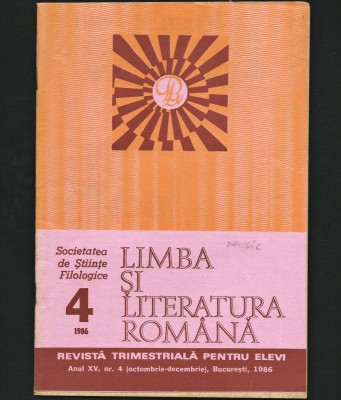 Societatea
de Științe
Filologice
4
1986
LIMBA
ȘI
LITERATURA
ROMÂNĂ
REVISTĂ TRIMESTRIALĂ PENTRU ELEVI
Anul XV, nr. 4 (octombrie-decembrie), București, 1986